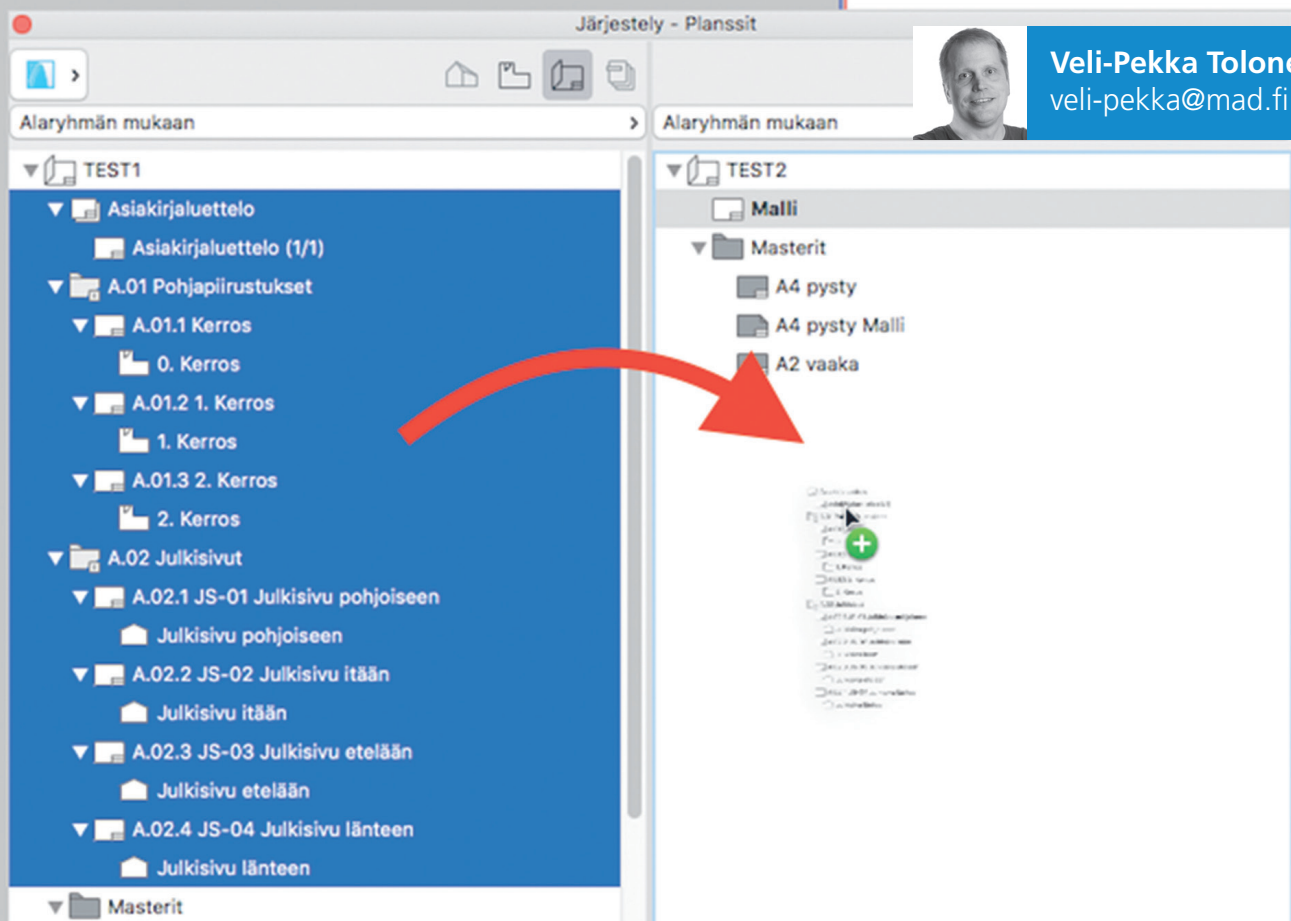 Järjestely - Planssit
Veli-Pekka Tolone
veli-pekka@mad.fi
Alaryhmän mukaan
TEST1
Asiakirjaluettelo
Asiakirjaluettelo (1/1)
A.01 Pohjapiirustukset
A.01.1 Kerros
0. Kerros
A.01.2 1. Kerros
1. Kerros
A.01.3 2. Kerros
2. Kerros
A.02 Julkisivut
A.02.1 JS-01 Julkisivu pohjoiseen
Julkisivu pohjoiseen
A.02.2 JS-02 Julkisivu itään
Julkisivu itään
A.02.3 JS-03 Julkisivu etelään
Julkisivu etelään
A.02.4 JS-04 Julkisivu länteen
Julkisivu länteen
Masterit
Alaryhmän mukaan
TEST2
Malli
Masterit
A4 pysty
A4 pysty Malli
A2 vaaka